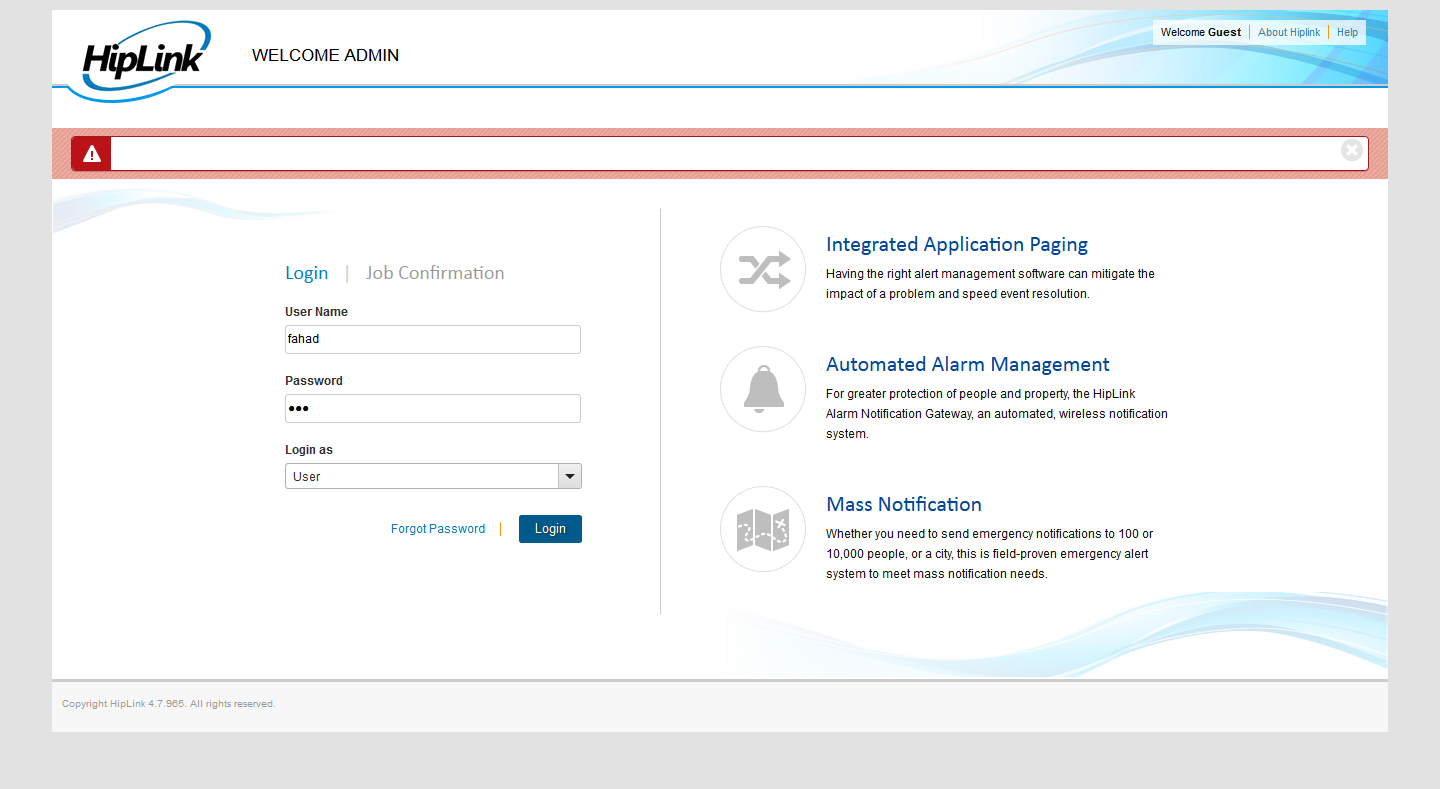 HipLink
WELCOME ADMIN
Welcome Guest
About Hiplink
Help
Login
Job Confirmation
User Name
fahad
Password
●●●
Login as
User
Forgot Password
Login
Integrated Application Paging
Having the right alert management software can mitigate the
impact of a problem and speed event resolution.
Automated Alarm Management
For greater protection of people and property, the HipLink
Alarm Notification Gateway, an automated, wireless notification
system.
Mass Notification
Whether you need to send emergency notifications to 100 or
10,000 people, or a city, this is field-proven emergency alert
system to meet mass notification needs.
Copyright HipLink 4.7.965. All rights reserved.